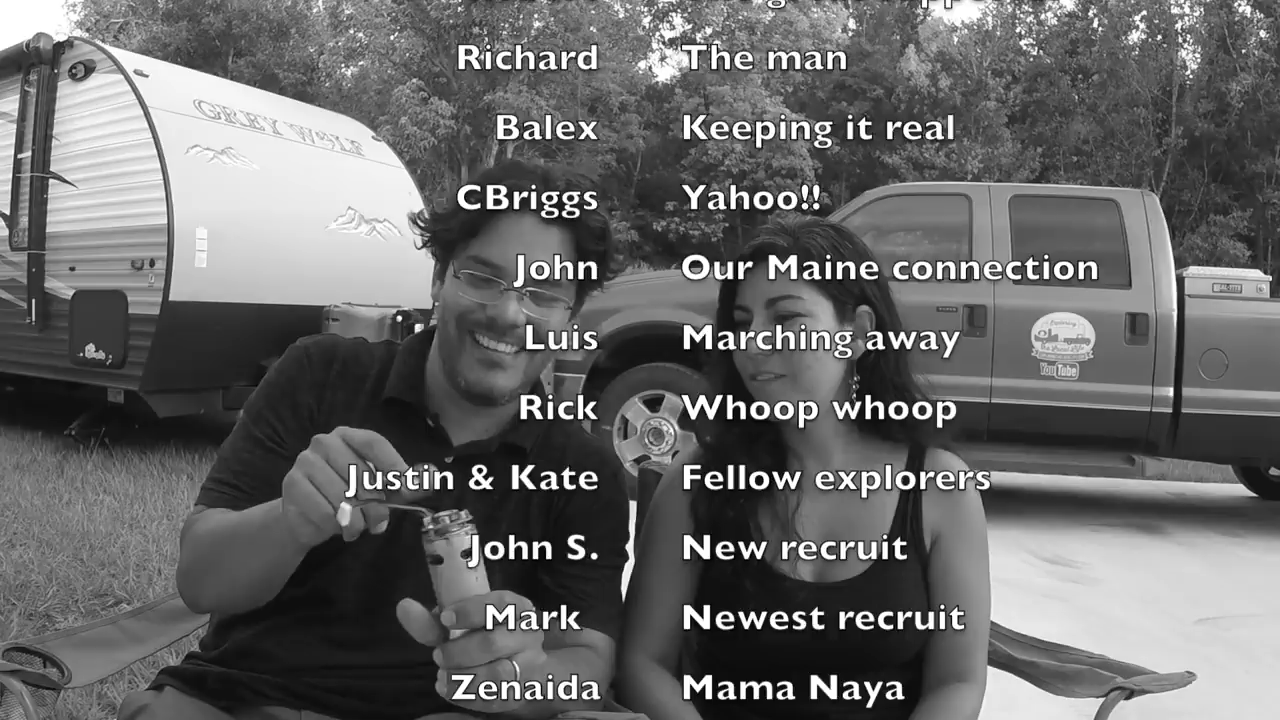 Richard The man
Balex Keeping it real
CBriggs Yahoo!!
John Our Maine connection
Luis Marching away
Rick Whoop whoop
Justin & Kate Fellow explorers
John S. New recruit
Mark Newest recruit
Zenaida Mama Naya
GREY WOLF
Exploring
YouTube